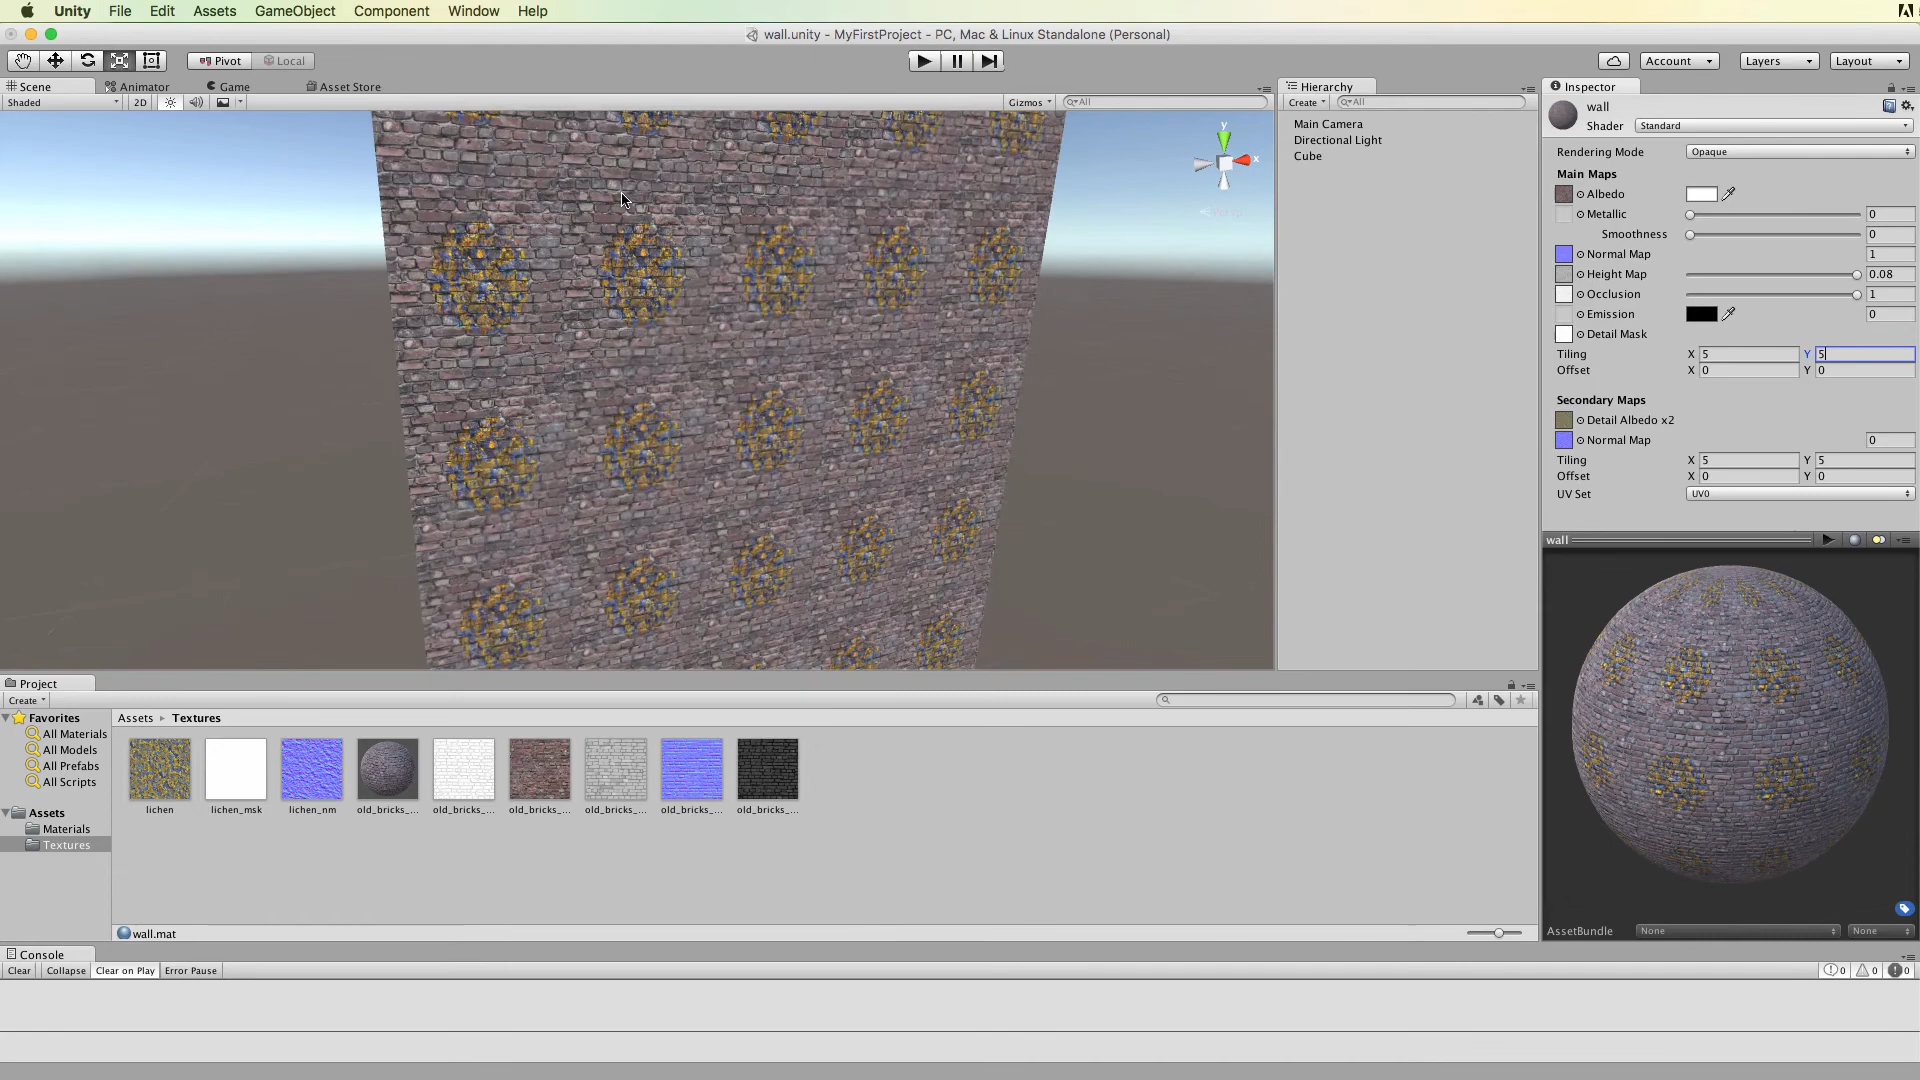 Unity File Edit Assets GameObject Component Window Help
wall.unity - MyFirstProject - PC, Mac & Linux Standalone (Personal)
Pivot Local
Account Layers Layout
Scene Animator Game Asset Store
Shaded 2D Gizmos All
y
x
Hierarchy
Create All
Main Camera
Directional Light
Cube
Inspector
wall
Shader Standard
Rendering Mode Opaque
Main Maps
Albedo
Metallic 0
Smoothness 0
Normal Map 1
Height Map 0.08
Occlusion 1
Emission 0
Detail Mask
Tiling X 5 Y 5
Offset X 0 Y 0
Secondary Maps
Detail Albedo x2
Normal Map 0
Tiling X 5 Y 5
Offset X 0 Y 0
UV Set UV0
wall
AssetBundle None None
Project
Create
Favorites
All Materials
All Models
All Prefabs
All Scripts
Assets
Materials
Textures
Assets Textures
lichen lichen_msk lichen_nm old_bricks_... old_bricks_... old_bricks_... old_bricks_... old_bricks_... old_bricks_...
wall.mat
Console
Clear Collapse Clear on Play Error Pause 0 0 0